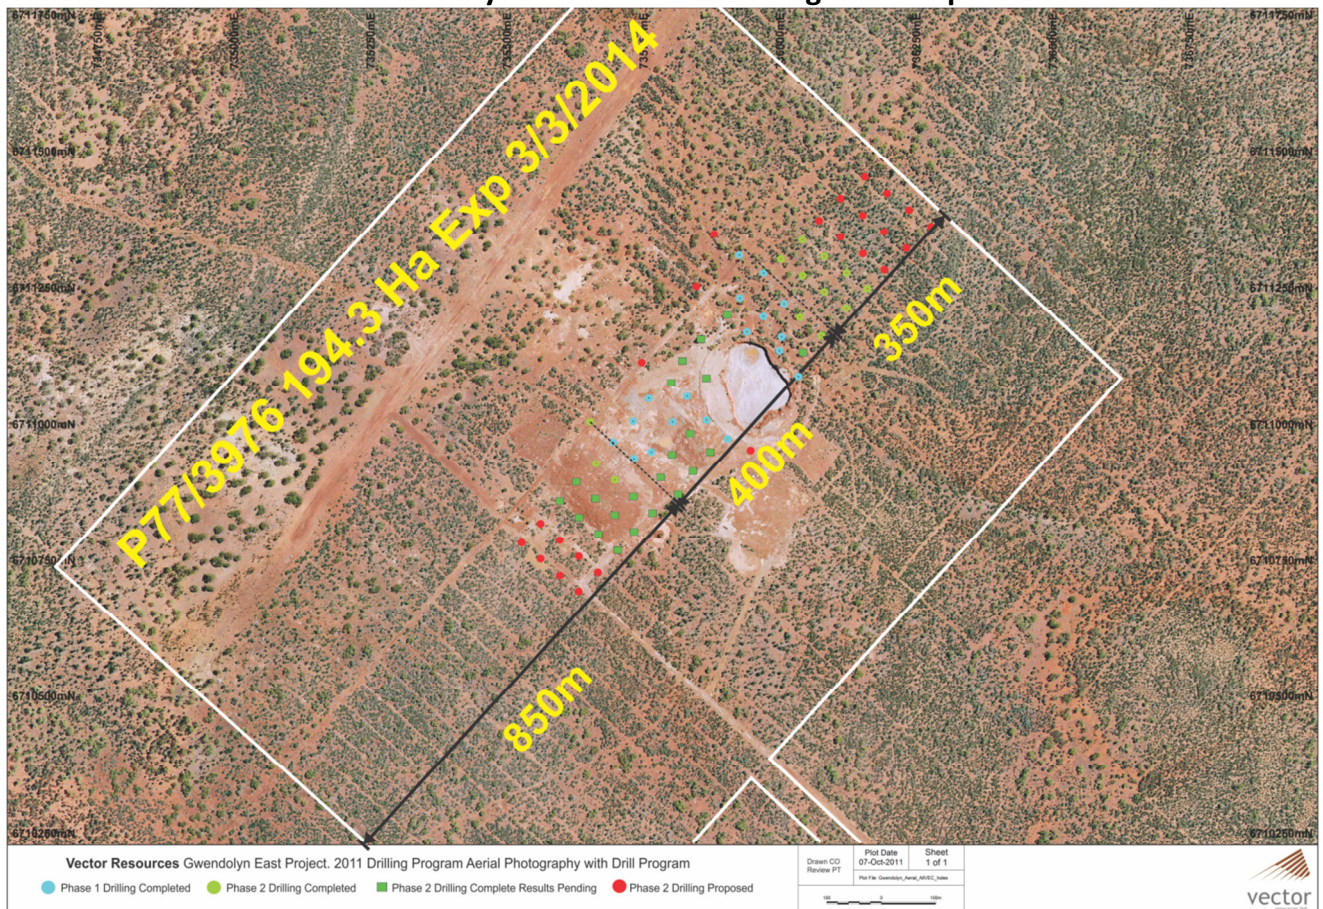 6711750mN
6711750mN
P77/3976 194.3 Ha Exp 3/3/2014
6711500mN
6711500mN
6711250mN
6711250mN
350m
6711000mN
6711000mN
400m
6710750mN
6710750mN
850m
6710500mN
6710500mN
6710250mN
6710250mN
Vector Resources Gwendolyn East Project. 2011 Drilling Program Aerial Photography with Drill Program
Phase 1 Drilling Completed
Phase 2 Drilling Completed
Phase 2 Drilling Complete Results Pending
Phase 2 Drilling Proposed
Drawn CO
Review PT
Plot Date
07-Oct-2011
Sheet
1 of 1
100
0
100m
vector